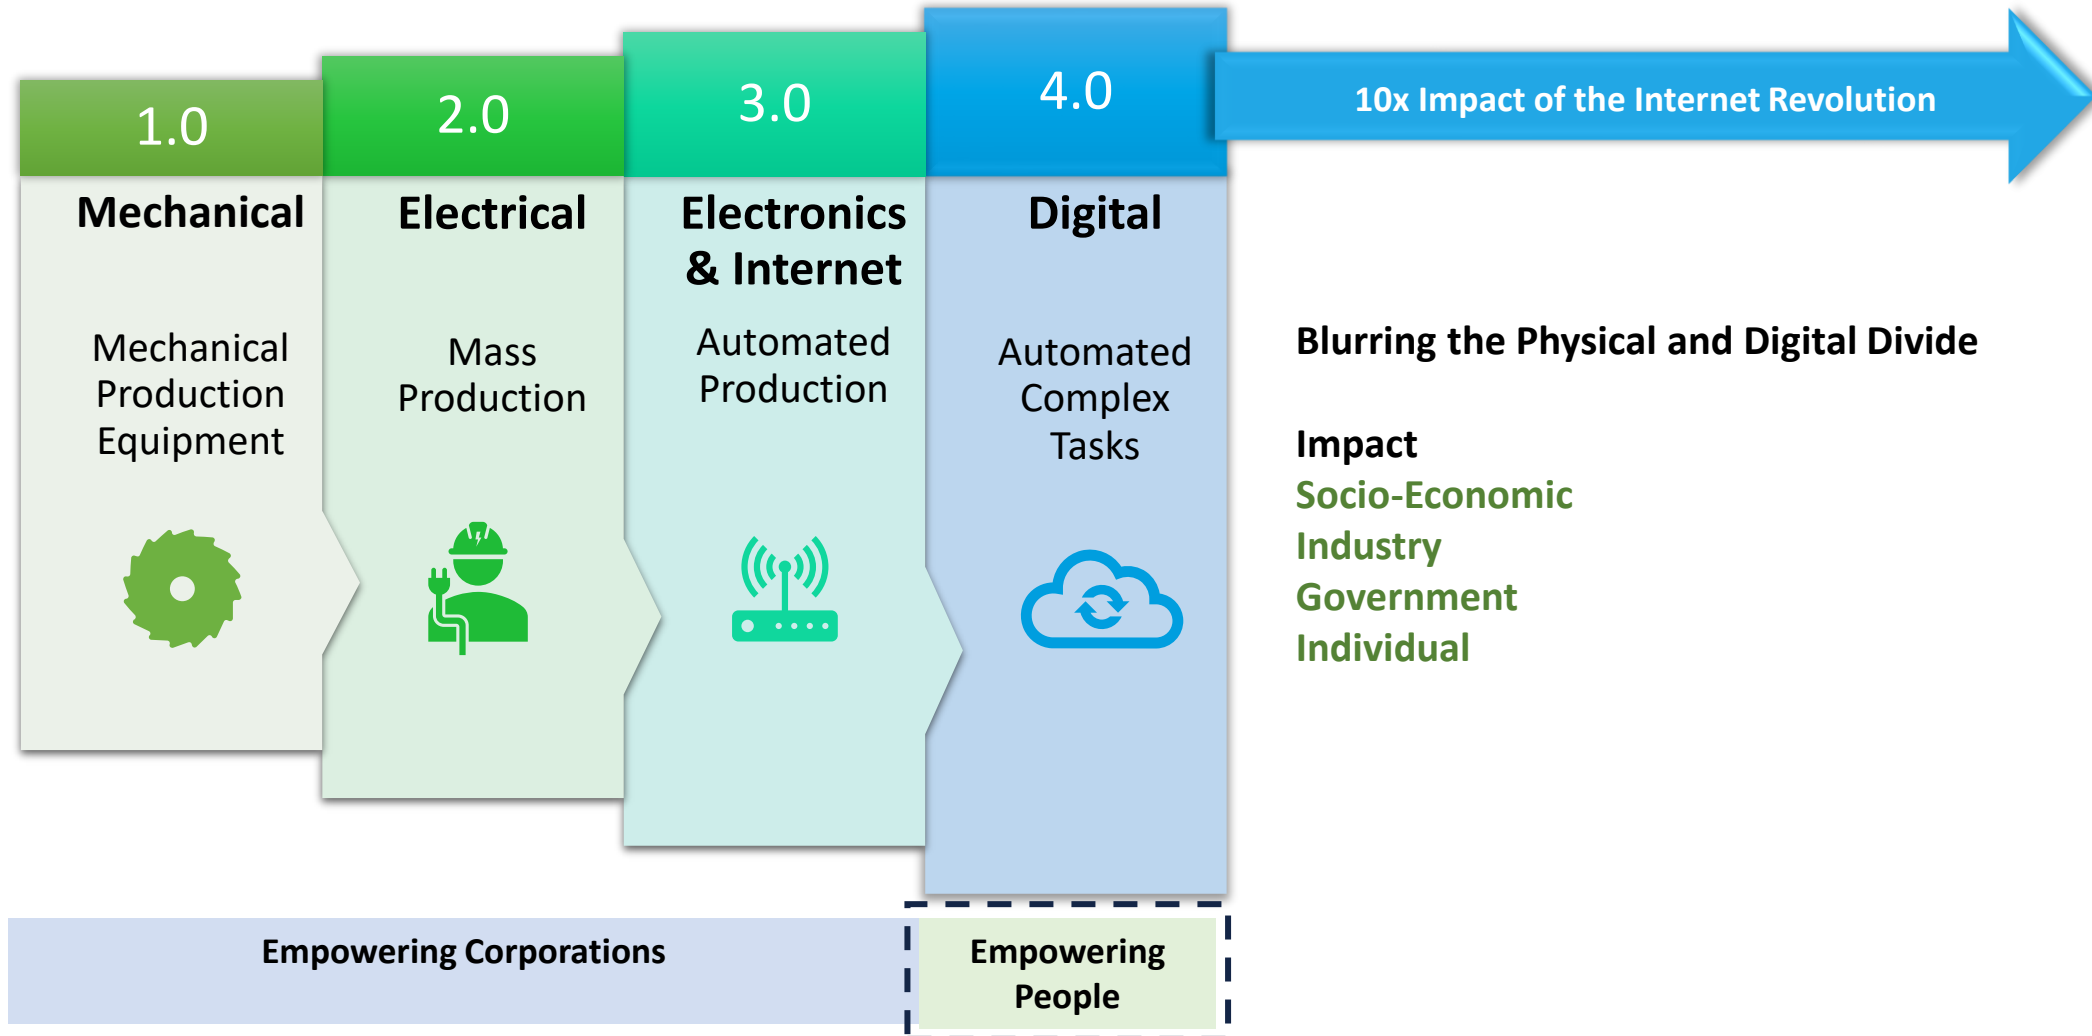 1.0
Mechanical
Mechanical
Production
Equipment
2.0
Electrical
Mass
Production
3.0
Electronics
& Internet
Automated
Production
4.0
Digital
Automated
Complex
Tasks
10x Impact of the Internet Revolution
Blurring the Physical and Digital Divide
Impact
Socio-Economic
Industry
Government
Individual
Empowering Corporations
Empowering
People